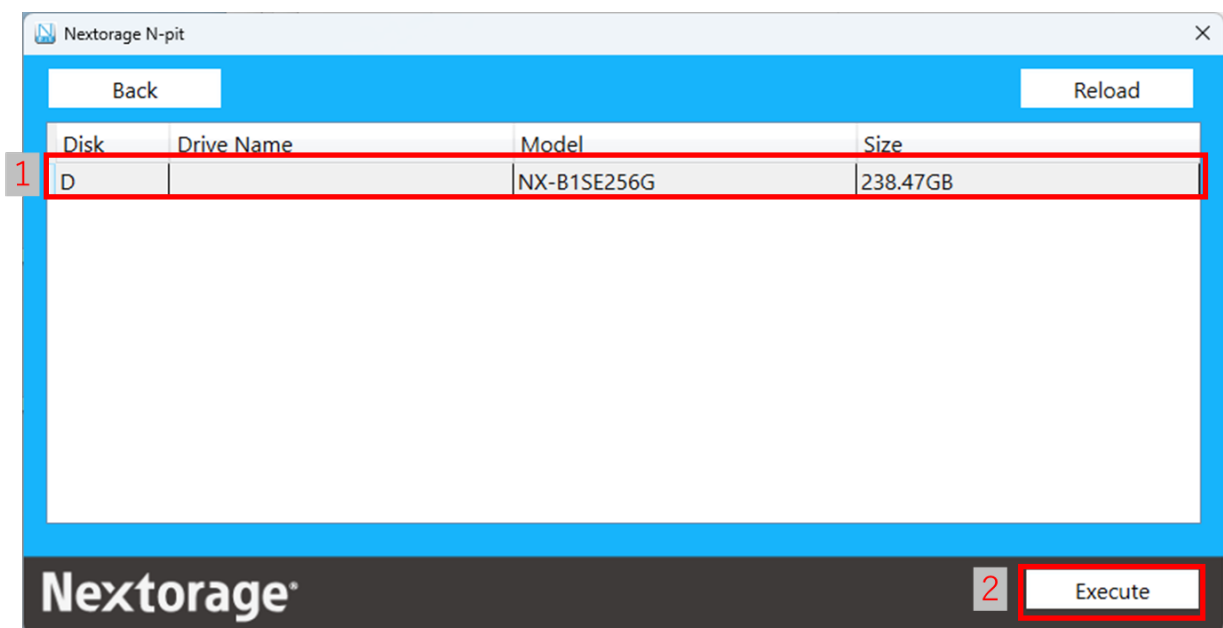 Nextorage N-pit
Back Reload
Disk Drive Name Model Size
1 D NX-B1SE256G 238.47GB
Nextorage 2 Execute